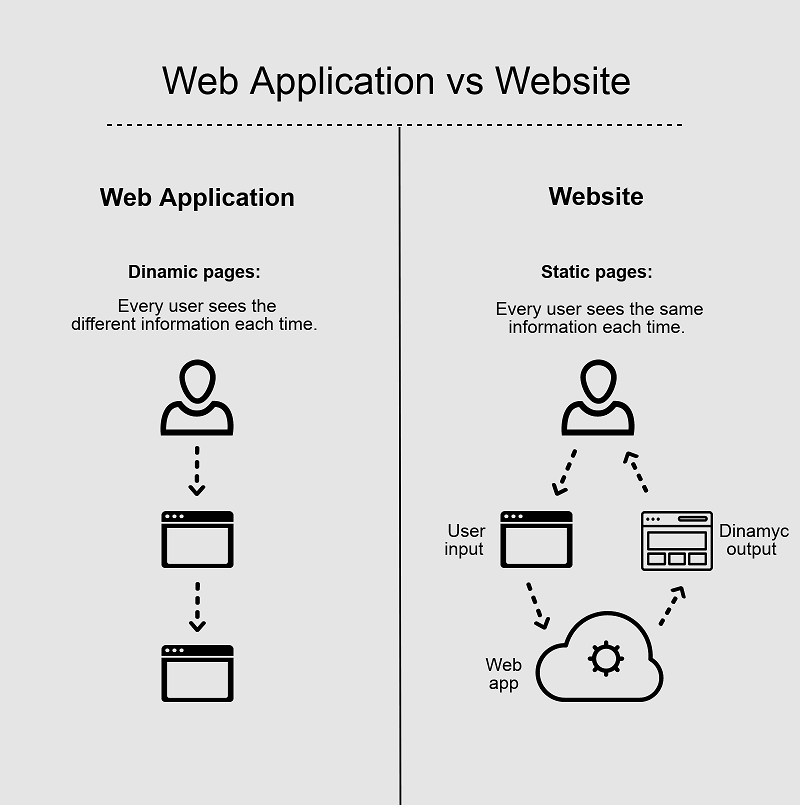 Web Application vs Website
Web Application
Dinamic pages:
Every user sees the
different information each time.
Website
Static pages:
Every user sees the same
information each time.
User
input
Dinamyc
output
Web
app